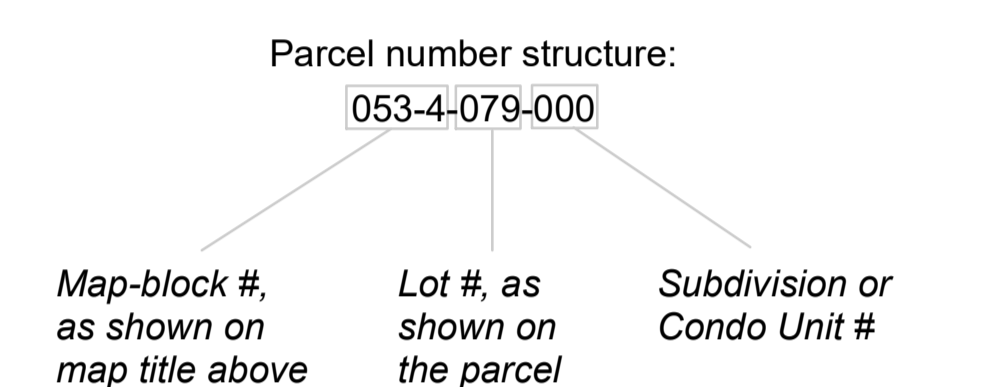 Parcel number structure:
053-4-079-000
Map-block #,
as shown on
map title above
Lot #, as
shown on
the parcel
Subdivision or
Condo Unit #